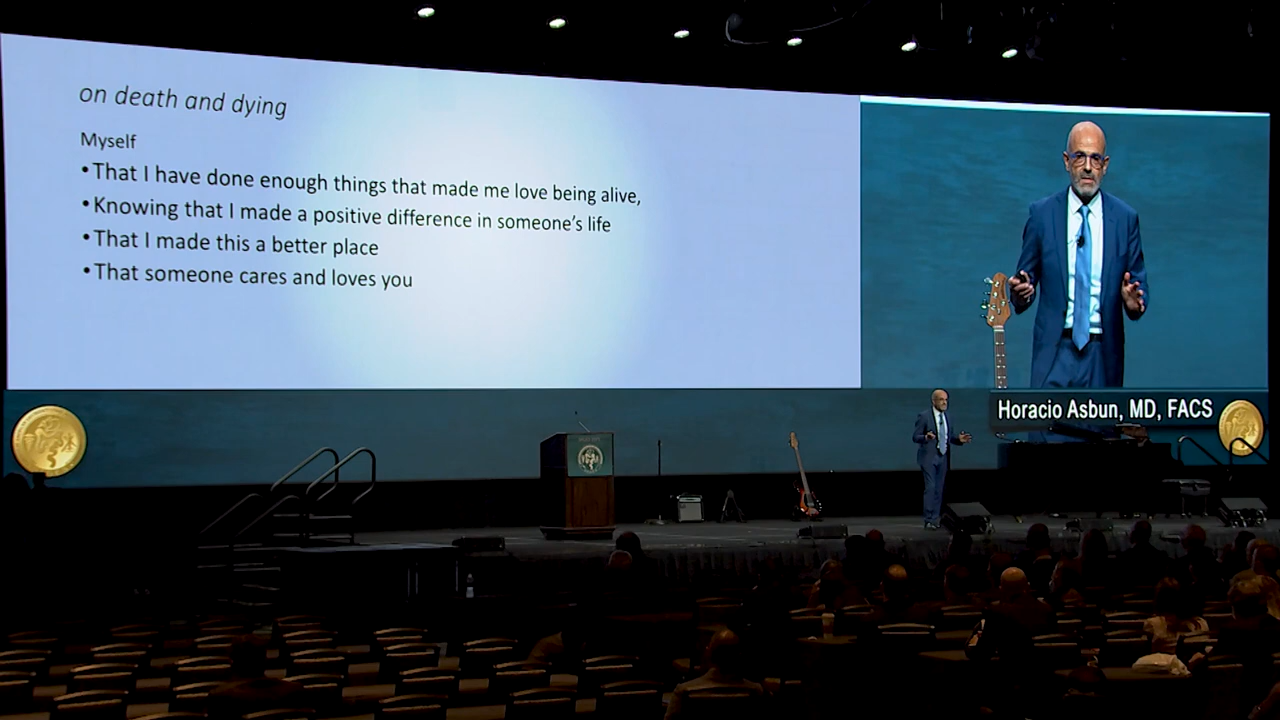 on death and dying
Myself
•That I have done enough things that made me love being alive,
•Knowing that I made a positive difference in someone's life
•That I made this a better place
•That someone cares and loves you
Horacio Asbun, MD, FACS